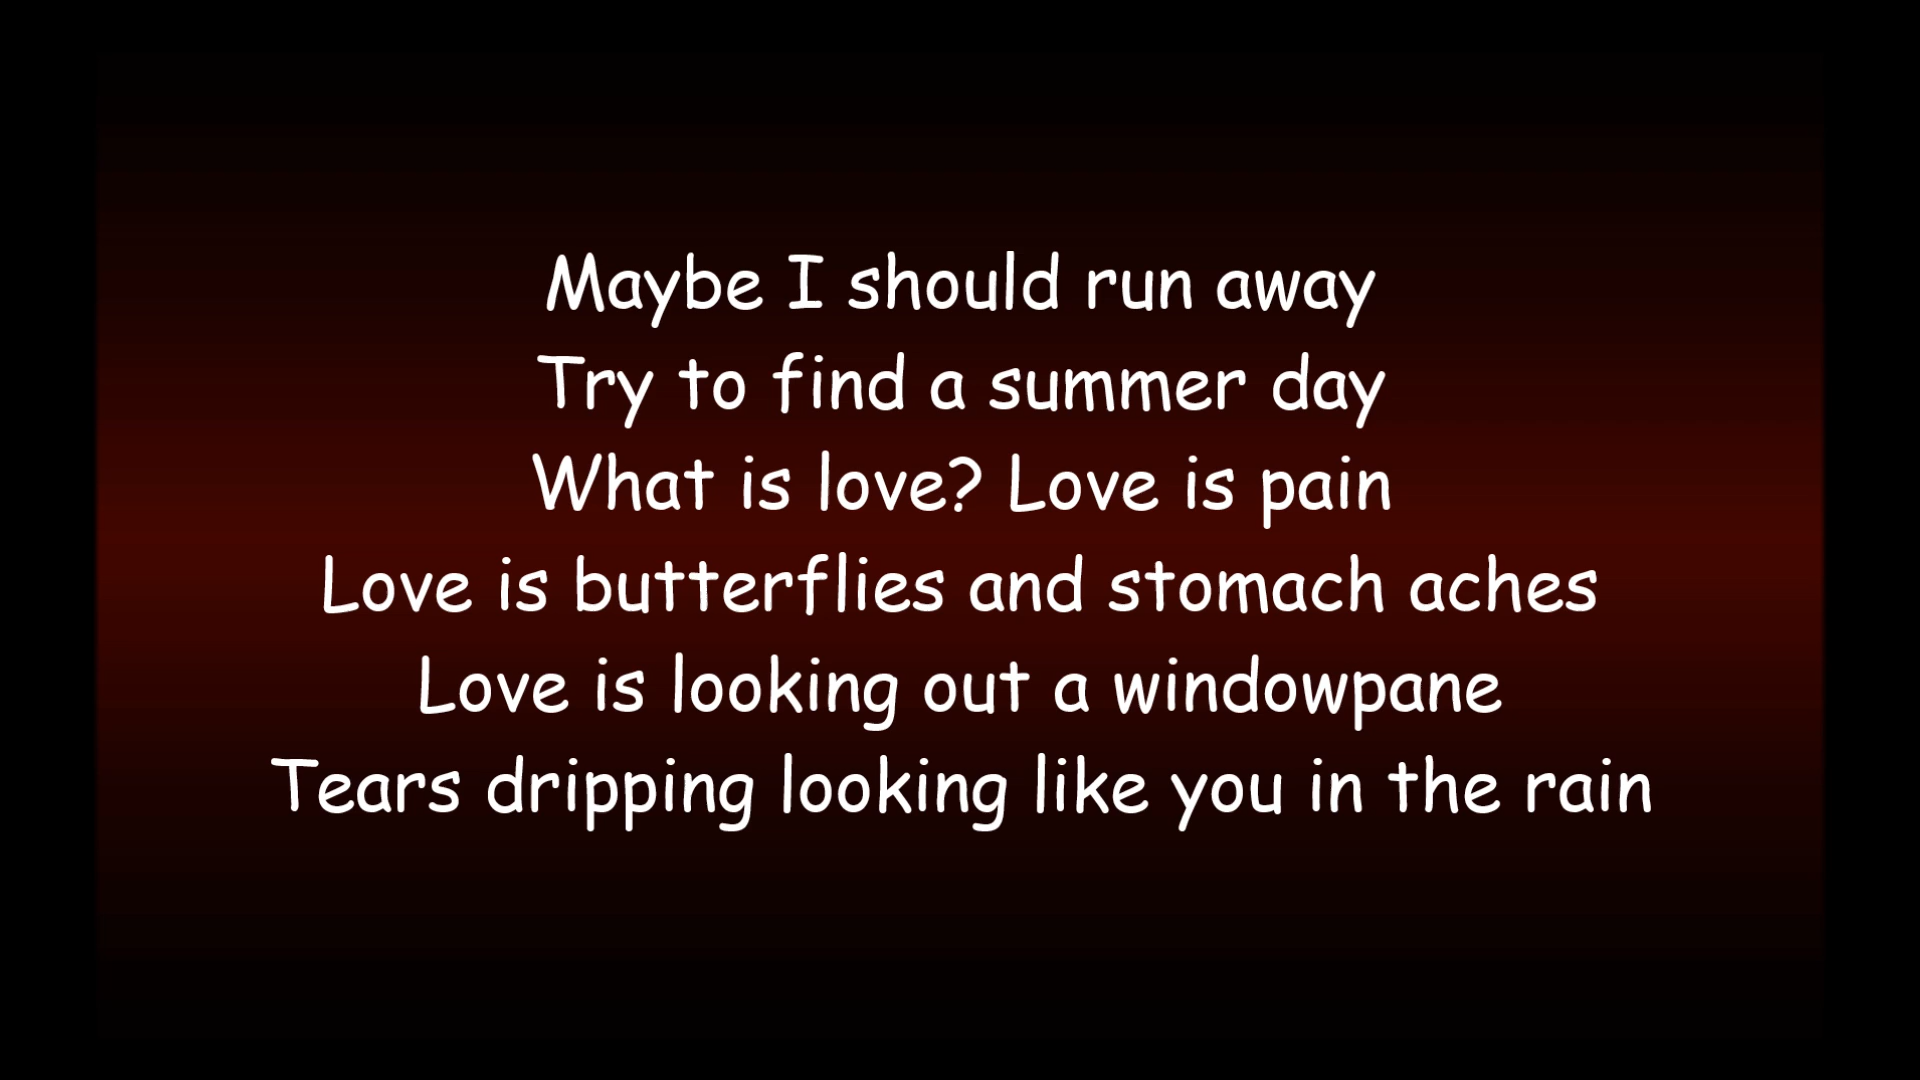 Maybe I should run away
Try to find a summer day
What is love? Love is pain
Love is butterflies and stomach aches
Love is looking out a windowpane
Tears dripping looking like you in the rain